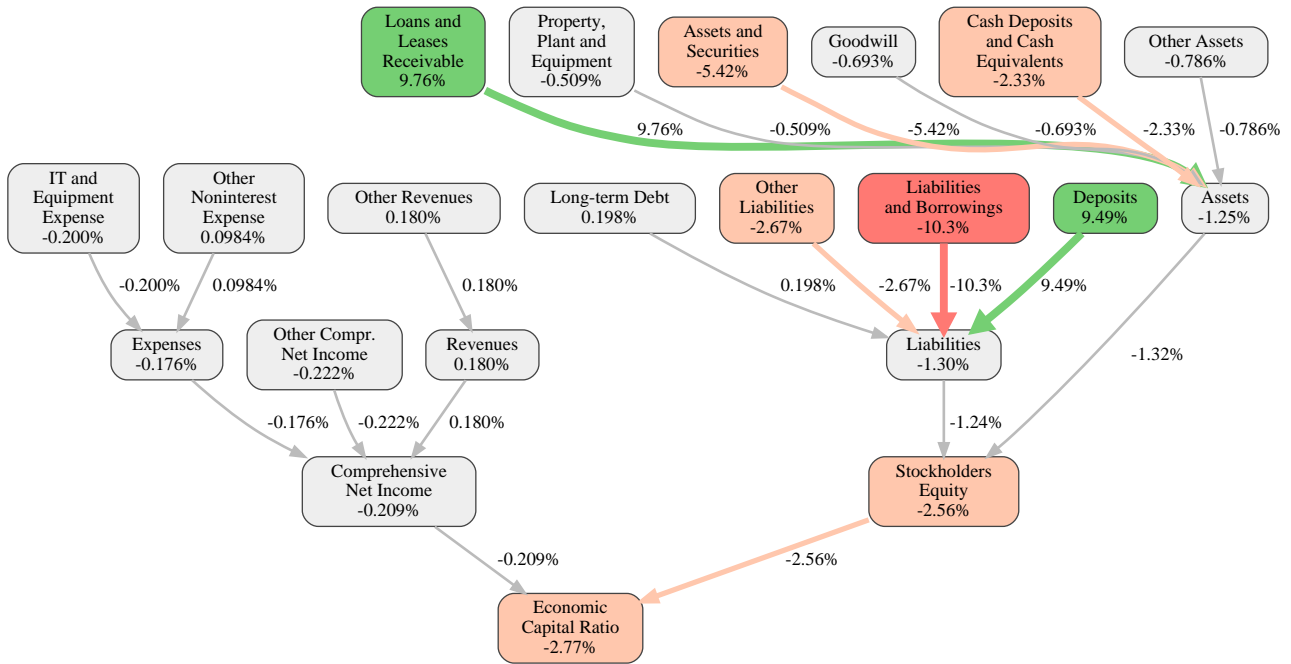 Loans and
Leases
Receivable
9.76%
Property,
Plant and
Equipment
-0.509%
Assets and
Securities
-5.42%
Goodwill
-0.693%
Cash Deposits
and Cash
Equivalents
-2.33%
Other Assets
-0.786%
9.76%
-0.509%
-5.42%
-0.693%
-2.33%
-0.786%
IT and
Equipment
Expense
-0.200%
Other
Noninterest
Expense
0.0984%
Other Revenues
0.180%
Long-term Debt
0.198%
Other
Liabilities
-2.67%
Liabilities
and Borrowings
-10.3%
Deposits
9.49%
Assets
-1.25%
-0.200%
0.0984%
0.180%
0.198%
-2.67%
-10.3%
9.49%
-1.32%
Expenses
-0.176%
Other Compr.
Net Income
-0.222%
Revenues
0.180%
Liabilities
-1.30%
-0.176%
-0.222%
0.180%
-1.24%
Comprehensive
Net Income
-0.209%
Stockholders
Equity
-2.56%
-0.209%
-2.56%
Economic
Capital Ratio
-2.77%